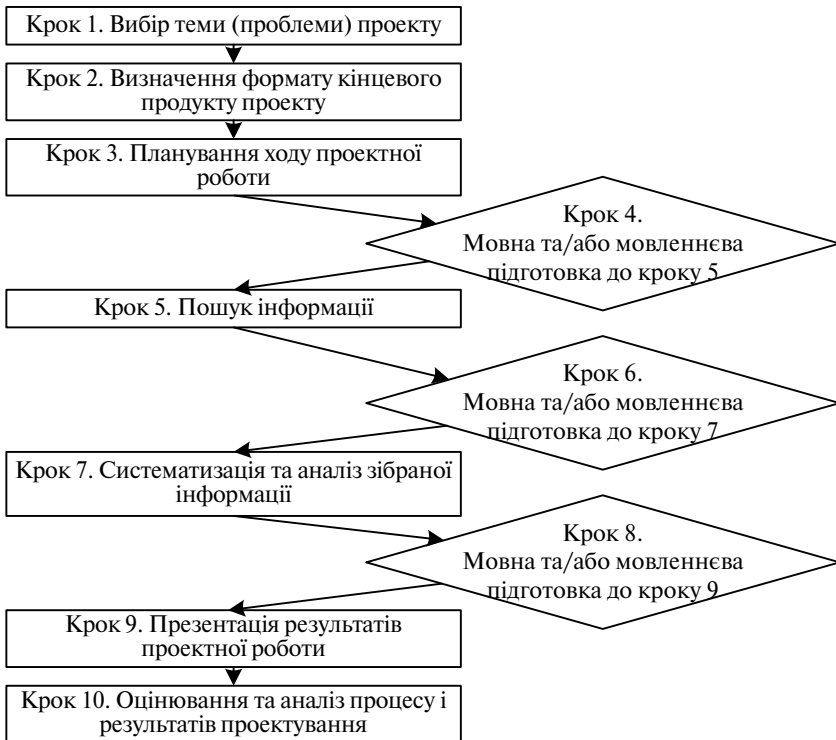 Крок 1. Вибір теми (проблеми) проекту
Крок 2. Визначення формату кінцевого
продукту проекту
Крок 3. Планування ходу проектної
роботи
Крок 4.
Мовна та/або мовленнєва
підготовка до кроку 5
Крок 5. Пошук інформації
Крок 6.
Мовна та/або мовленнєва
підготовка до кроку 7
Крок 7. Систематизація та аналіз зібраної
інформації
Крок 8.
Мовна та/або мовленнєва
підготовка до кроку 9
Крок 9. Презентація результатів
проектної роботи
Крок 10. Оцінювання та аналіз процесу і
результатів проектування